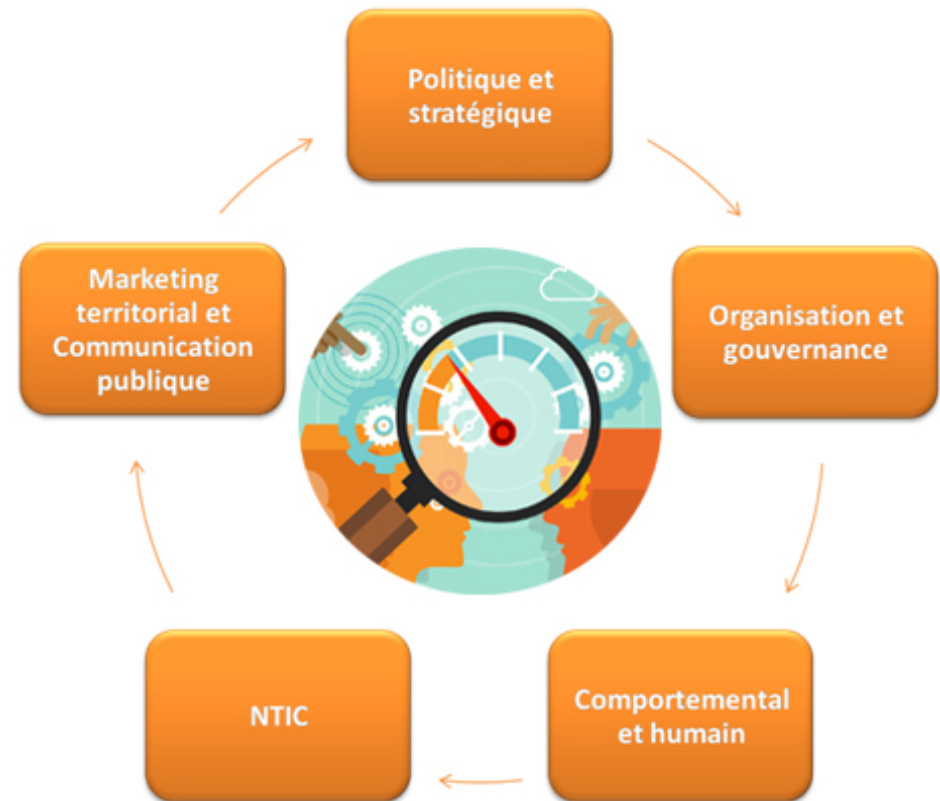 Politique et
stratégique
Organisation et
gouvernance
Comportemental
et humain
NTIC
Marketing
territorial et
Communication
publique